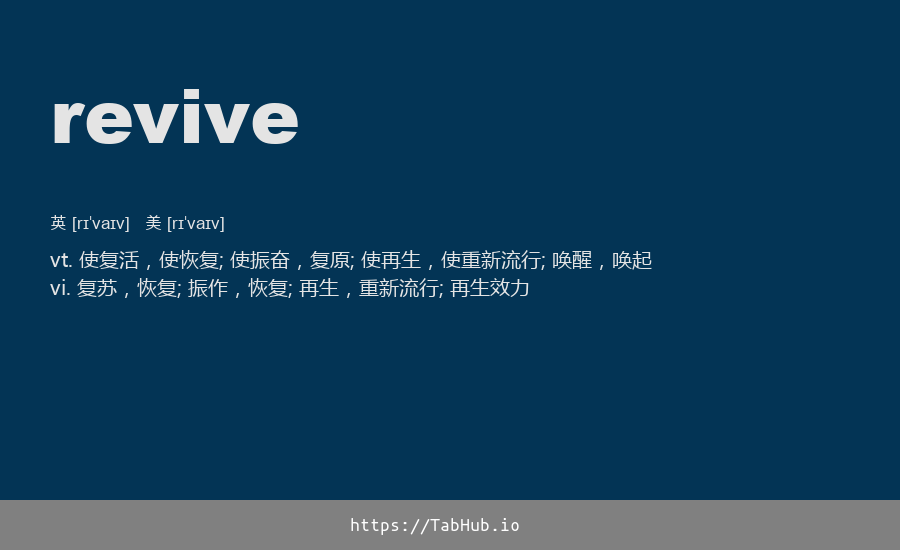 revive
英 [rɪˈvaɪv] 美 [rɪˈvaɪv]
vt. 使复活，使恢复; 使振奋，复原; 使再生，使重新流行; 唤醒，唤起
vi. 复苏，恢复; 振作，恢复; 再生，重新流行; 再生效力
https://TabHub.io